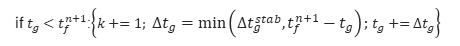 if t_g < t_f^{n+1}: {k += 1; Δt_g = min(Δt_g^{stab}, t_f^{n+1} − t_g); t_g += Δt_g}